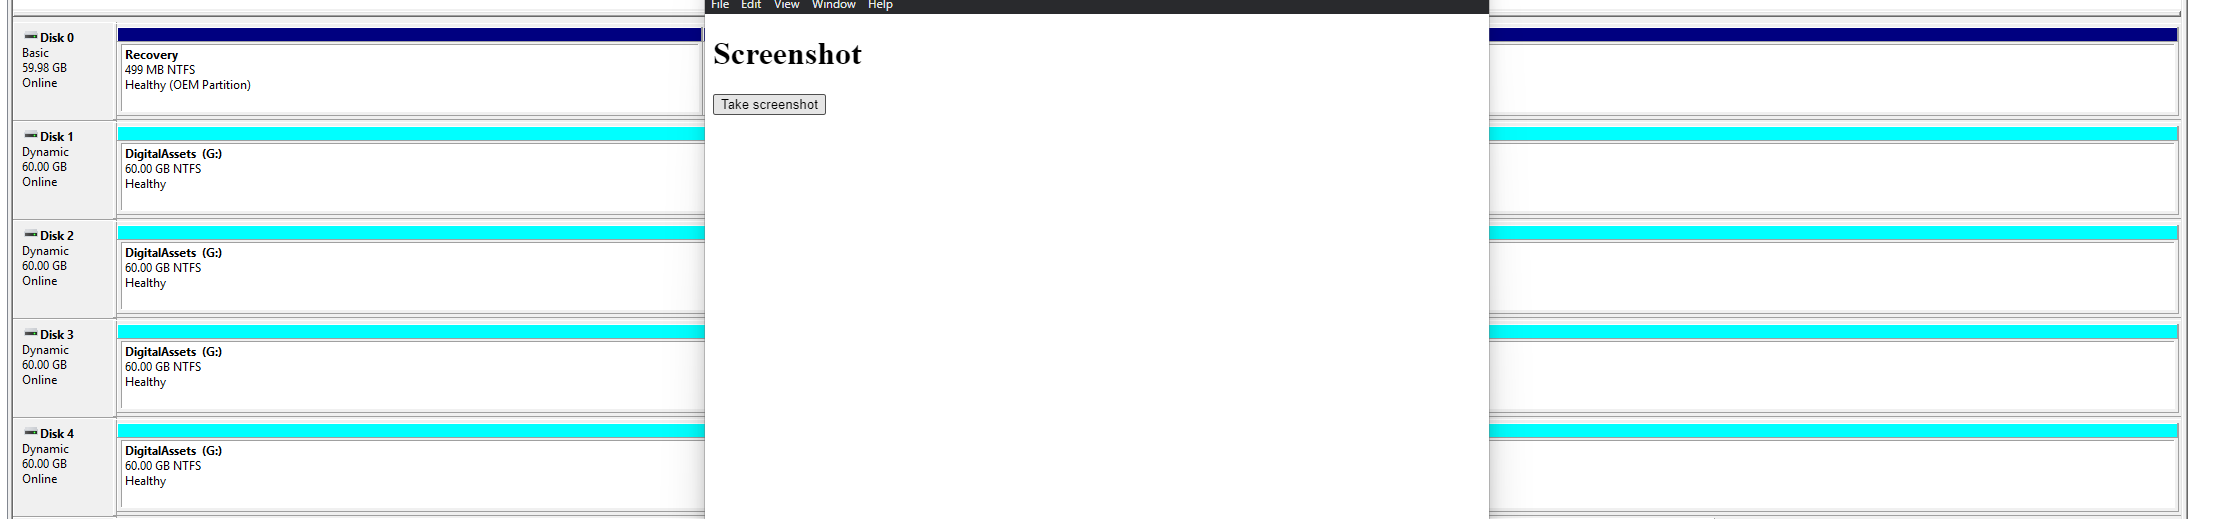 File Edit View Window Help
Screenshot
Take screenshot
Disk 0
Basic
59.98 GB
Online
Recovery
499 MB NTFS
Healthy (OEM Partition)
Disk 1
Dynamic
60.00 GB
Online
DigitalAssets (G:)
60.00 GB NTFS
Healthy
Disk 2
Dynamic
60.00 GB
Online
DigitalAssets (G:)
60.00 GB NTFS
Healthy
Disk 3
Dynamic
60.00 GB
Online
DigitalAssets (G:)
60.00 GB NTFS
Healthy
Disk 4
Dynamic
60.00 GB
Online
DigitalAssets (G:)
60.00 GB NTFS
Healthy